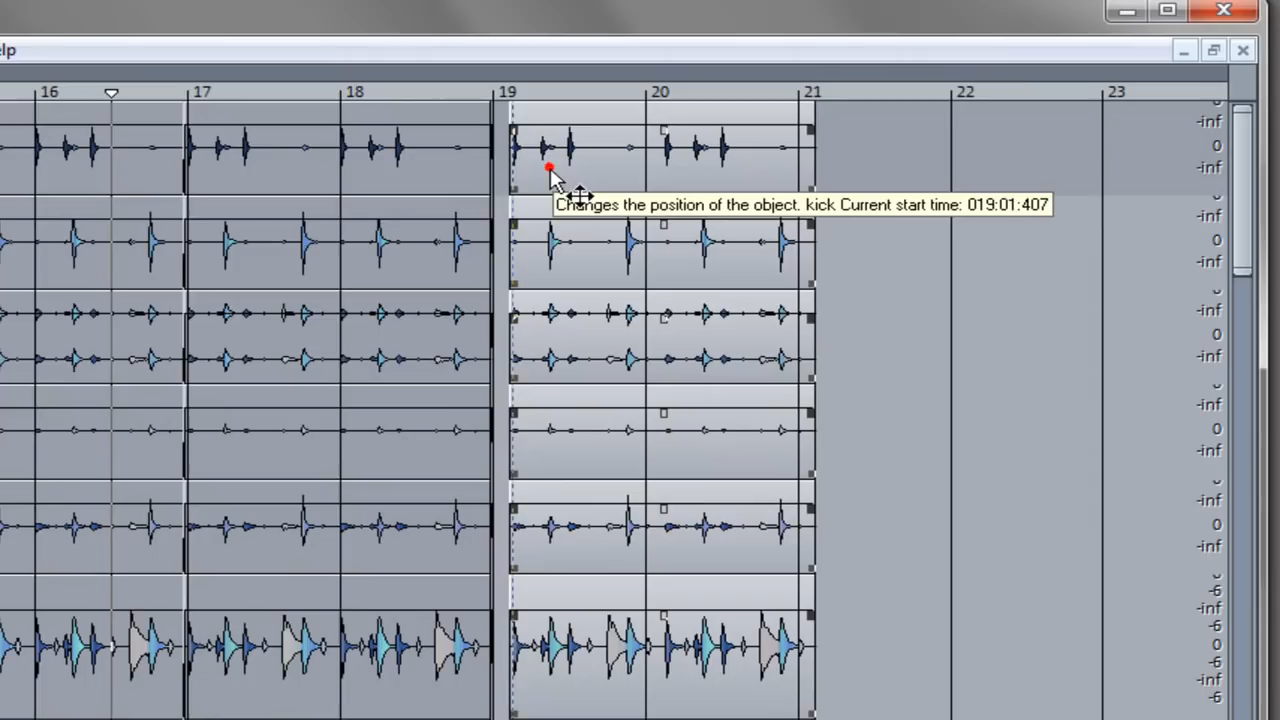 elp
16 17 18 19 20 21 22 23
-inf
0
-inf
Changes the position of the object. kick Current start time: 019:01:407
-inf
0
-inf
-inf
0
-inf
-inf
0
-inf
-inf
0
-inf
-6
-inf
-6
0
-6
-inf
-6